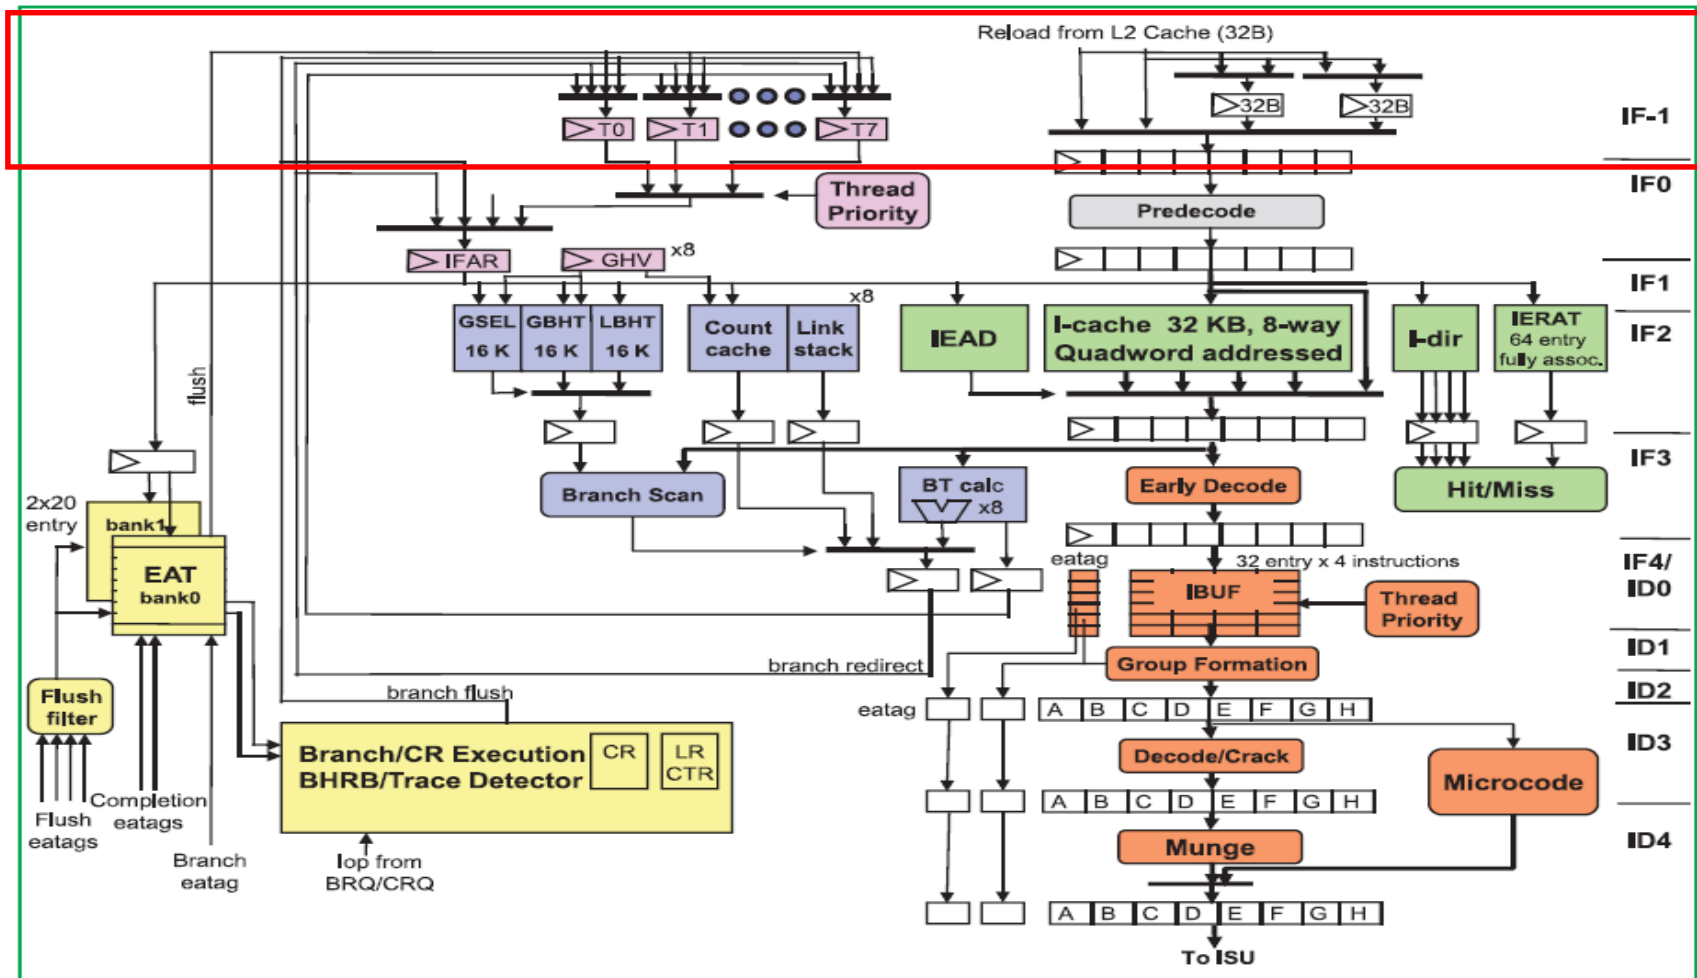 Reload from L2 Cache (32B)
32B
32B
T0
T1
T7
IF-1
Thread
Priority
IF0
Predecode
IFAR
GHV
x8
IF1
GSEL
16 K
GBHT
16 K
LBHT
16 K
Count
cache
Link
stack
x8
IEAD
I-cache 32 KB, 8-way
Quadword addressed
I-dir
IERAT
64 entry
fully assoc.
IF2
flush
IF3
Branch Scan
BT calc
x8
Early Decode
Hit/Miss
2x20
entry
bank1
EAT
bank0
eatag
32 entry x 4 instructions
IBUF
Thread
Priority
IF4/
ID0
branch redirect
Group Formation
ID1
Flush
filter
branch flush
eatag
A B C D E F G H
ID2
Branch/CR Execution
BHRB/Trace Detector
CR
LR
CTR
Decode/Crack
Microcode
ID3
Completion
eatags
Flush
eatags
A B C D E F G H
Branch
eatag
Iop from
BRQ/CRQ
Munge
ID4
A B C D E F G H
To ISU